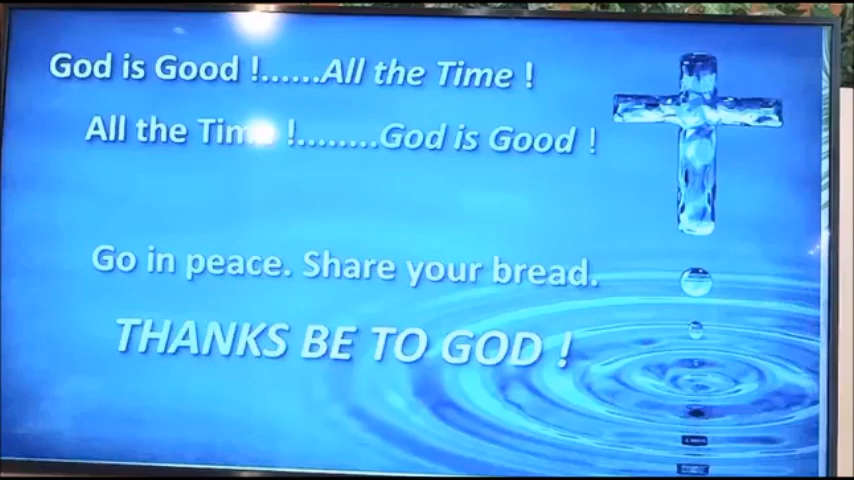 God is Good !......All the Time !
All the Time !........God is Good !
Go in peace. Share your bread.
THANKS BE TO GOD !